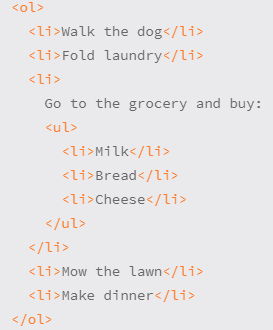 <ol>
  <li>Walk the dog</li>
  <li>Fold laundry</li>
  <li>
    Go to the grocery and buy:
    <ul>
      <li>Milk</li>
      <li>Bread</li>
      <li>Cheese</li>
    </ul>
  </li>
  <li>Mow the lawn</li>
  <li>Make dinner</li>
</ol>